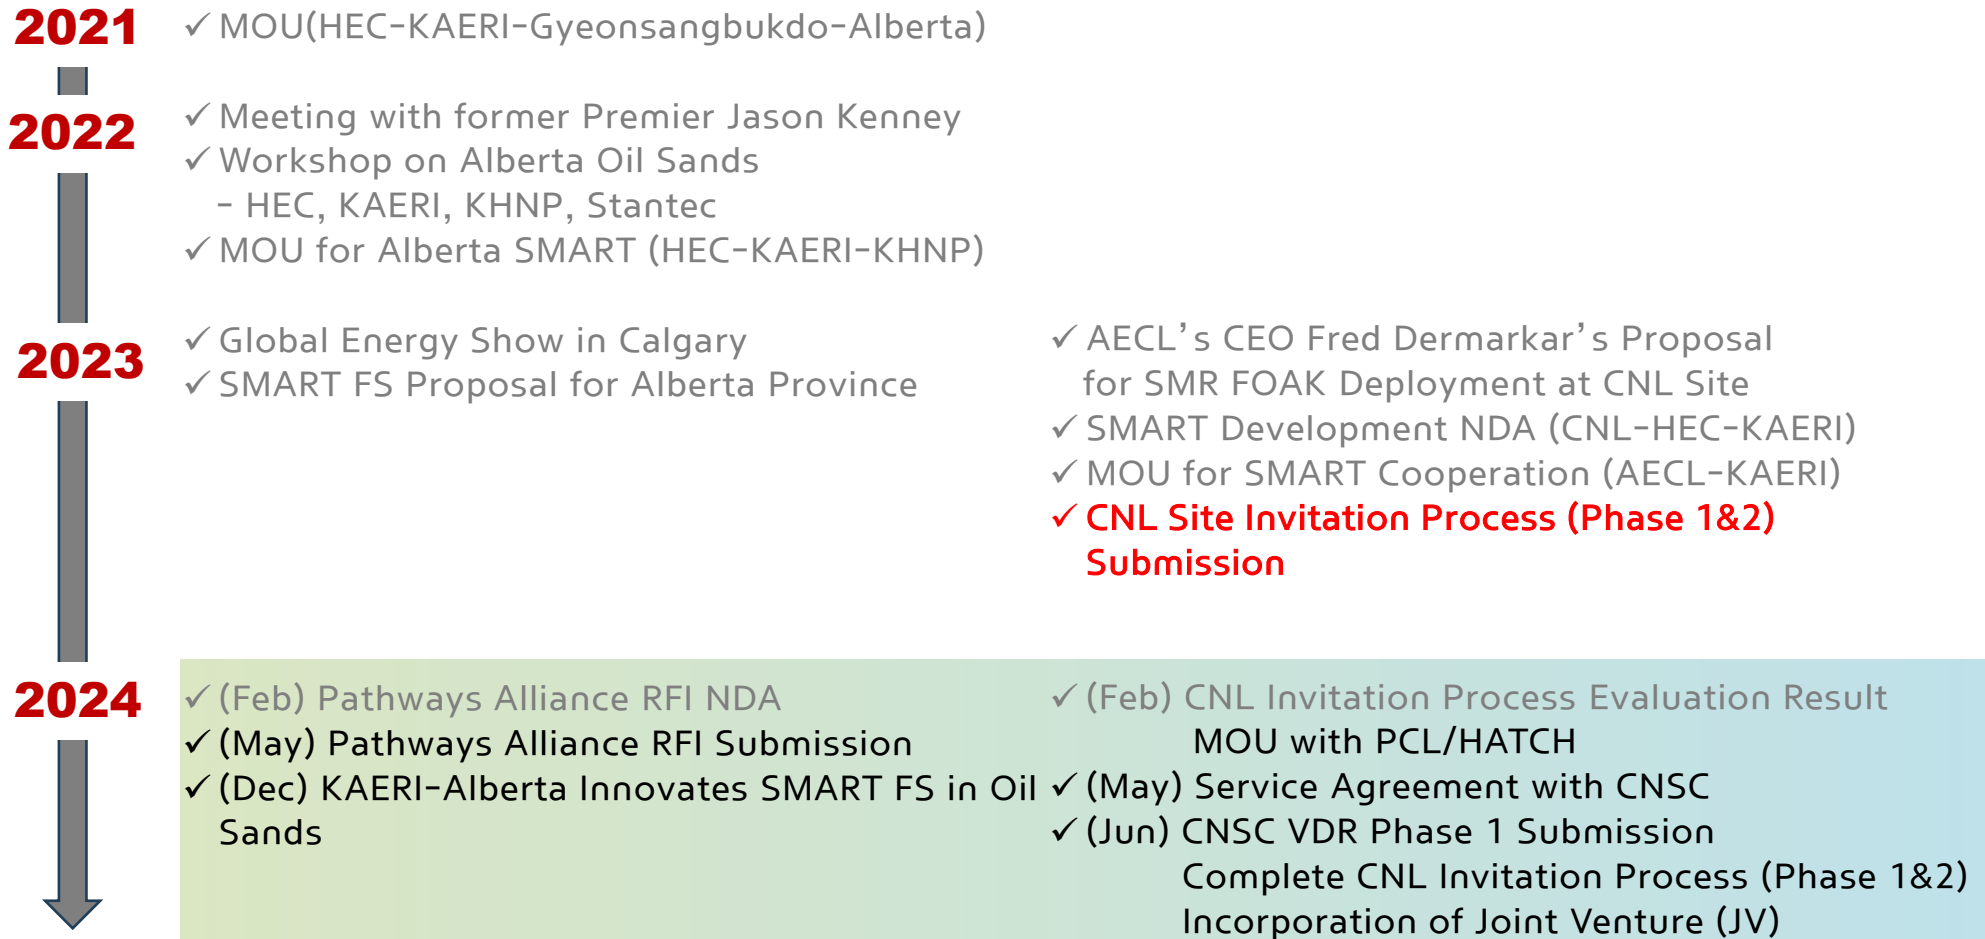 2021
✓ MOU(HEC-KAERI-Gyeonsangbukdo-Alberta)
2022
✓ Meeting with former Premier Jason Kenney
✓ Workshop on Alberta Oil Sands
- HEC, KAERI, KHNP, Stantec
✓ MOU for Alberta SMART (HEC-KAERI-KHNP)
2023
✓ Global Energy Show in Calgary
✓ SMART FS Proposal for Alberta Province
✓ AECL’s CEO Fred Dermarkar’s Proposal
for SMR FOAK Deployment at CNL Site
✓ SMART Development NDA (CNL-HEC-KAERI)
✓ MOU for SMART Cooperation (AECL-KAERI)
✓ CNL Site Invitation Process (Phase 1&2)
Submission
2024
✓ (Feb) Pathways Alliance RFI NDA
✓ (May) Pathways Alliance RFI Submission
✓ (Dec) KAERI-Alberta Innovates SMART FS in Oil
Sands
✓ (Feb) CNL Invitation Process Evaluation Result
MOU with PCL/HATCH
✓ (May) Service Agreement with CNSC
✓ (Jun) CNSC VDR Phase 1 Submission
Complete CNL Invitation Process (Phase 1&2)
Incorporation of Joint Venture (JV)